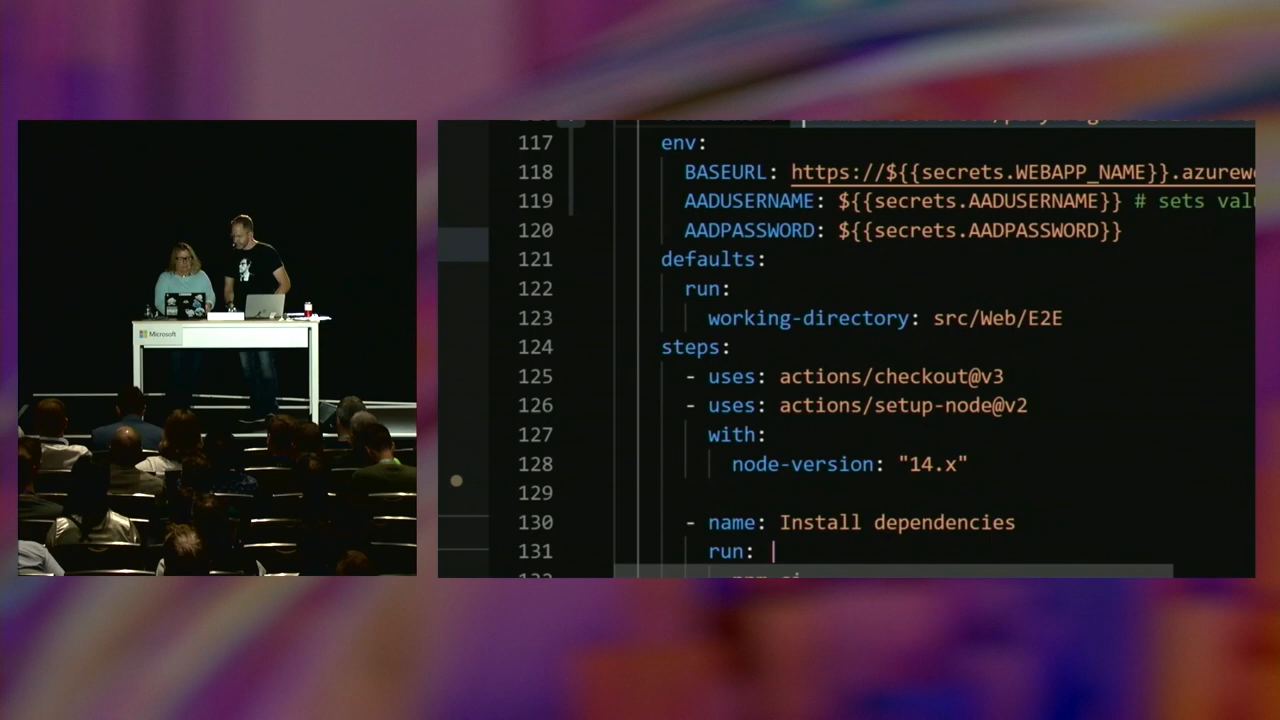 Microsoft
117 env:
118 BASEURL: https://${{secrets.WEBAPP_NAME}}.azurew
119 AADUSERNAME: ${{secrets.AADUSERNAME}} # sets val
120 AADPASSWORD: ${{secrets.AADPASSWORD}}
121 defaults:
122 run:
123 working-directory: src/Web/E2E
124 steps:
125 - uses: actions/checkout@v3
126 - uses: actions/setup-node@v2
127 with:
128 node-version: "14.x"
129
130 - name: Install dependencies
131 run: |